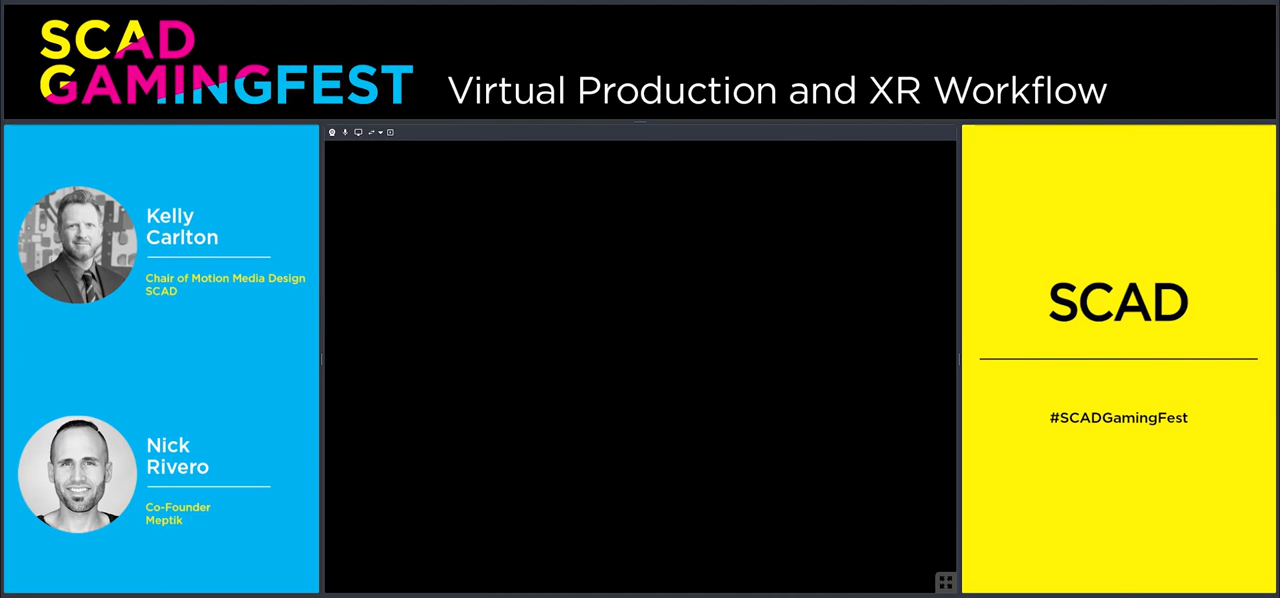 SCAD
GAMINGFEST
Virtual Production and XR Workflow
Kelly
Carlton
Chair of Motion Media Design
SCAD
Nick
Rivero
Co-Founder
Meptik
SCAD
#SCADGamingFest